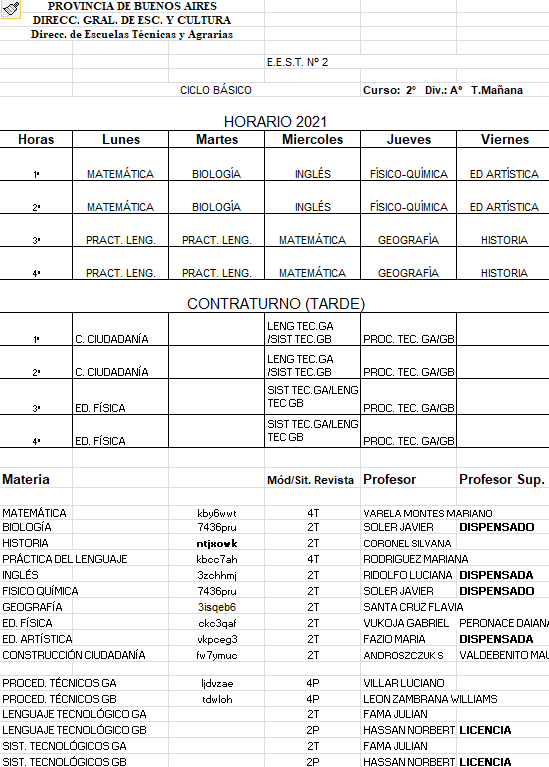 PROVINCIA DE BUENOS AIRES
DIRECC. GRAL. DE ESC. Y CULTURA
Direcc. de Escuelas Técnicas y Agrarias
E.E.S.T. Nº 2
CICLO BÁSICO Curso: 2º Div.: Aº T.Mañana
HORARIO 2021
Horas Lunes Martes Miercoles Jueves Viernes
1ª MATEMÁTICA BIOLOGÍA INGLÉS FÍSICO-QUÍMICA ED ARTÍSTICA
2ª MATEMÁTICA BIOLOGÍA INGLÉS FÍSICO-QUÍMICA ED ARTÍSTICA
3ª PRACT. LENG. PRACT. LENG. MATEMÁTICA GEOGRAFÍA HISTORIA
4ª PRACT. LENG. PRACT. LENG. MATEMÁTICA GEOGRAFÍA HISTORIA
CONTRATURNO (TARDE)
LENG TEC.GA
1ª C. CIUDADANÍA /SIST TEC.GB PROC. TEC. GA/GB
LENG TEC.GA
2ª C. CIUDADANÍA /SIST TEC.GB PROC. TEC. GA/GB
SIST TEC.GA/LENG
3ª ED. FÍSICA TEC GB PROC. TEC. GA/GB
SIST TEC.GA/LENG
4ª ED. FÍSICA TEC GB PROC. TEC. GA/GB
Materia Mód/Sit. Revista Profesor Profesor Sup.
MATEMÁTICA kby6wwt 4T VARELA MONTES MARIANO
BIOLOGÍA 7436pru 2T SOLER JAVIER DISPENSADO
HISTORIA ntjxovk 2T CORONEL SILVANA
PRÁCTICA DEL LENGUAJE kbcc7ah 4T RODRIGUEZ MARIANA
INGLÉS 3zchhmj 2T RIDOLFO LUCIANA DISPENSADA
FISICO QUÍMICA 7436pru 2T SOLER JAVIER DISPENSADO
GEOGRAFÍA 3isqeb6 2T SANTA CRUZ FLAVIA
ED. FÍSICA ckc3qaf 2T VUKOJA GABRIEL PERONACE DAIANA
ED. ARTÍSTICA vkpceg3 2T FAZIO MARIA DISPENSADA
CONSTRUCCIÓN CIUDADANÍA fw7ymuc 2T ANDROSZCZUK S VALDEBENITO MAU
PROCED. TÉCNICOS GA ljdvzae 4P VILLAR LUCIANO
PROCED. TÉCNICOS GB tdwloh 4P LEON ZAMBRANA WILLIAMS
LENGUAJE TECNOLÓGICO GA 2T FAMA JULIAN
LENGUAJE TECNOLÓGICO GB 2P HASSAN NORBERT LICENCIA
SIST. TECNOLÓGICOS GA 2T FAMA JULIAN
SIST. TECNOLÓGICOS GB 2P HASSAN NORBERT LICENCIA